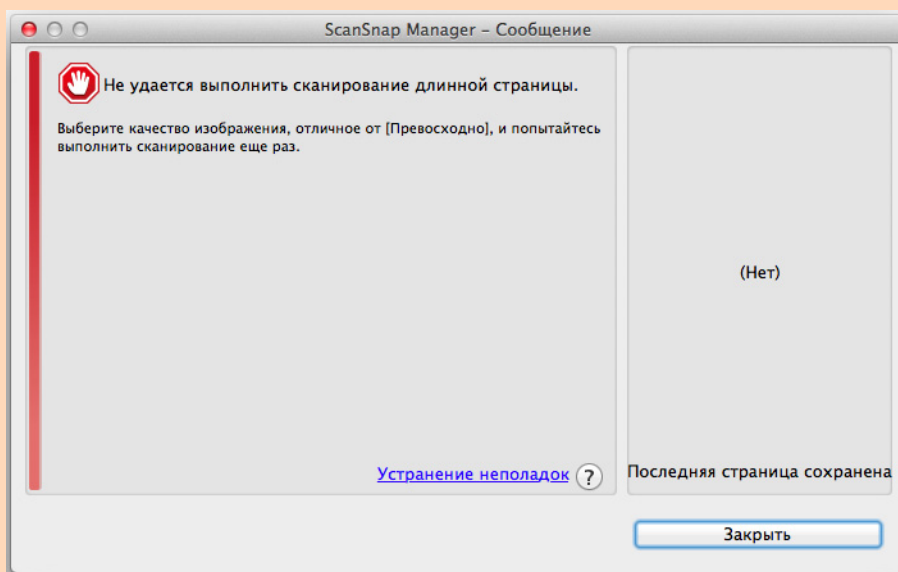 ScanSnap Manager – Сообщение
Не удается выполнить сканирование длинной страницы.
Выберите качество изображения, отличное от [Превосходно], и попытайтесь
выполнить сканирование еще раз.
(Нет)
Устранение неполадок ?
Последняя страница сохранена
Закрыть